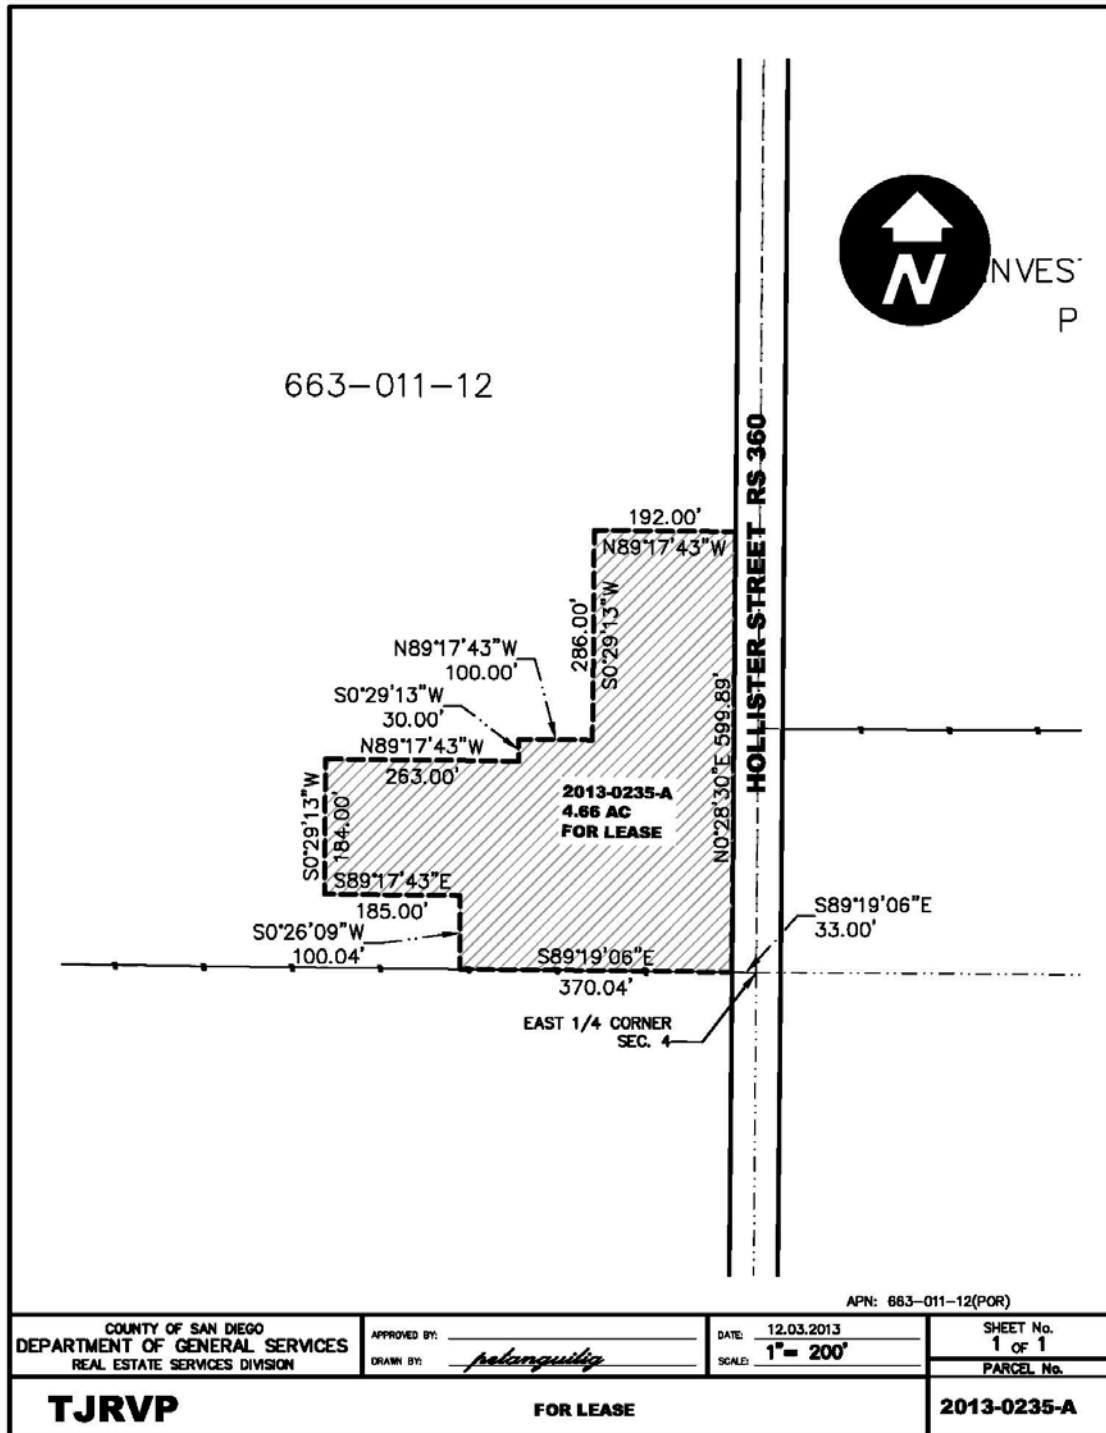 N
NVES
P
663-011-12
HOLLISTER STREET RS 360
192.00'
N89°17'43"W
286.00'
S0°29'13"W
N89°17'43"W
100.00'
S0°29'13"W
30.00'
N89°17'43"W
263.00'
S0°29'13"W
184.00'
2013-0235-A
4.66 AC
FOR LEASE
N0°28'30"E 599.89'
S89°17'43"E
185.00'
S0°26'09"W
100.04'
S89°19'06"E
370.04'
S89°19'06"E
33.00'
EAST 1/4 CORNER
SEC. 4
APN: 663-011-12(POR)
COUNTY OF SAN DIEGO
DEPARTMENT OF GENERAL SERVICES
REAL ESTATE SERVICES DIVISION
APPROVED BY:
DRAWN BY: pelanquilig
DATE: 12.03.2013
SCALE: 1"= 200'
SHEET No.
1 OF 1
PARCEL No.
TJRVP
FOR LEASE
2013-0235-A